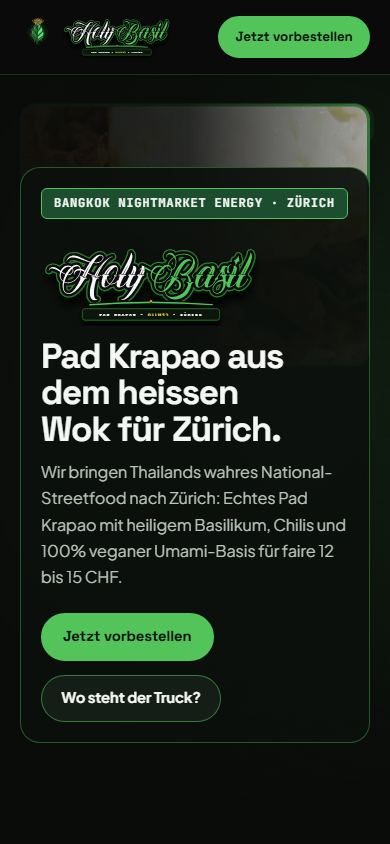 Holy Basil
Jetzt vorbestellen
BANGKOK NIGHTMARKET ENERGY · ZÜRICH
Holy Basil
Pad Krapao aus
dem heissen
Wok für Zürich.
Wir bringen Thailands wahres National-
Streetfood nach Zürich: Echtes Pad
Krapao mit heiligem Basilikum, Chilis und
100% veganer Umami-Basis für faire 12
bis 15 CHF.
Jetzt vorbestellen
Wo steht der Truck?